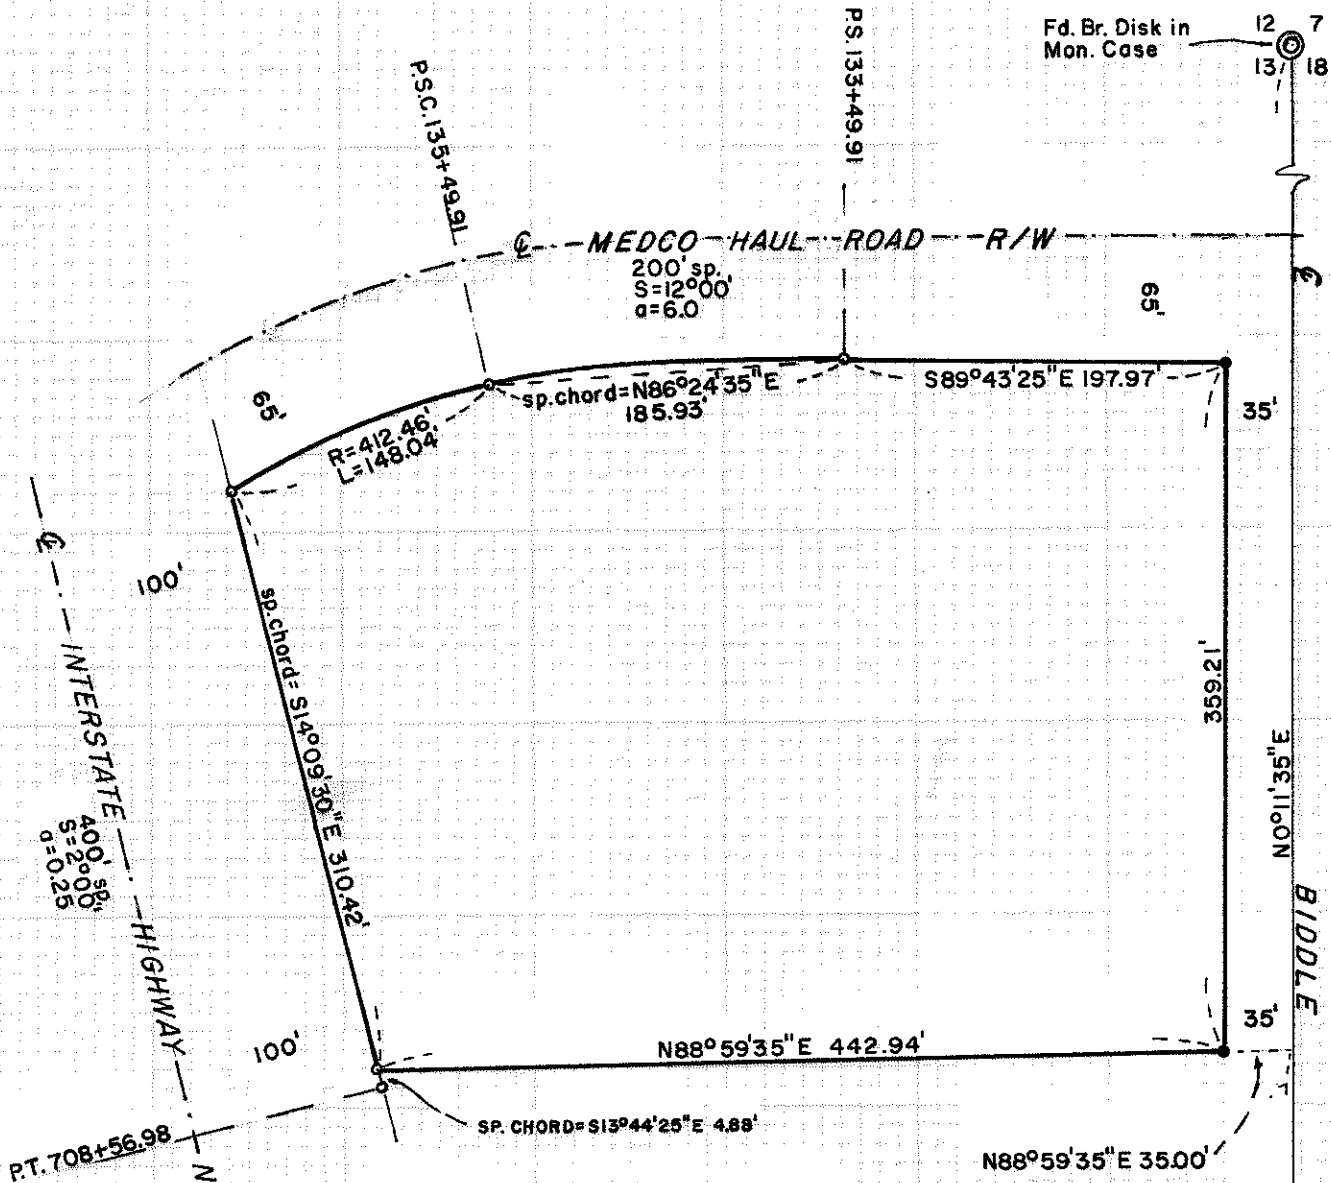 Fd. Br. Disk in
Mon. Case
12 7
13 18
P.S. 133+49.91
P.S.C. 135+49.91
℄ MEDCO HAUL ROAD R/W
200' sp.
S=12°00'
a=6.0
65'
sp.chord=N86°24'35"E
185.93'
S89°43'25"E 197.97'
35'
65'
R=412.46'
L=148.04'
℄
100'
sp.chord=S14°09'30"E 310.42'
INTERSTATE HIGHWAY N
400' sp.
S=2°00'
a=0.25
359.21'
N0°11'35"E
BIDDLE
35'
100'
N88°59'35"E 442.94'
SP. CHORD=S13°44'25"E 4.88'
P.T. 708+56.98
N88°59'35"E 35.00'